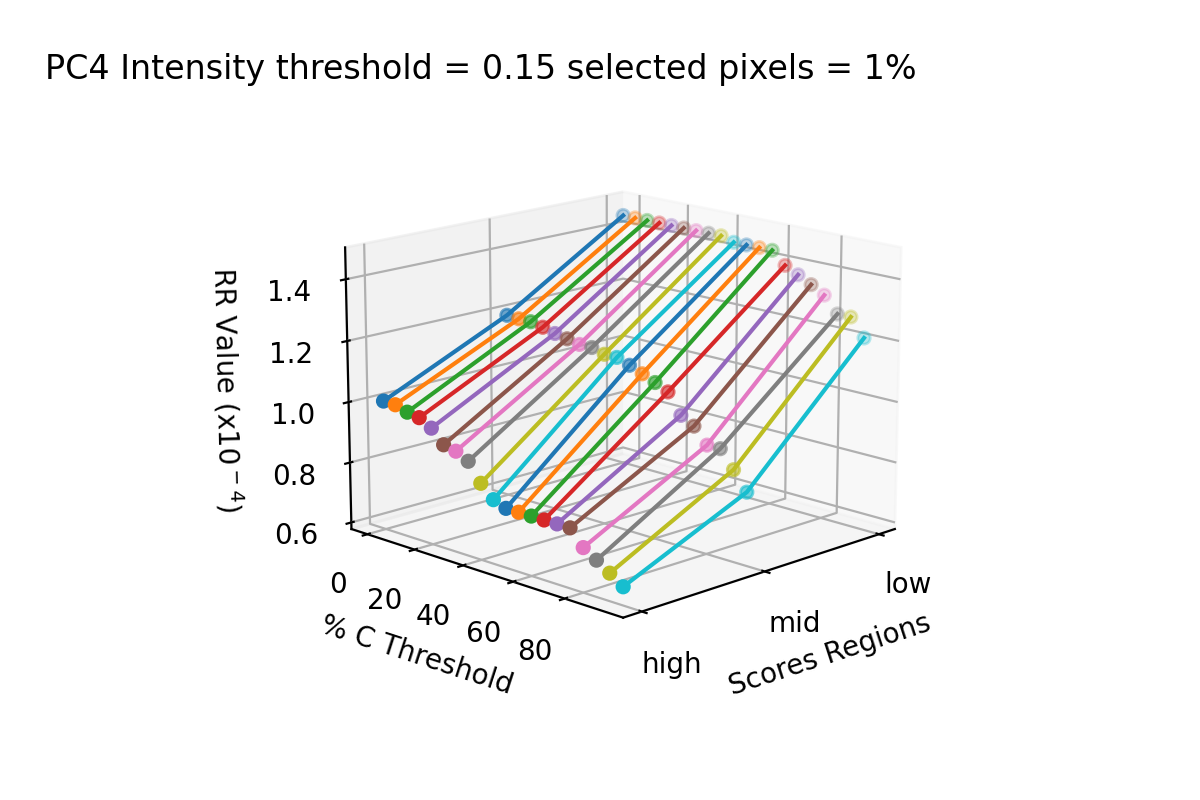 PC4 Intensity threshold = 0.15 selected pixels = 1%
RR Value (x10⁻⁴)
1.4
1.2
1.0
0.8
0.6
0
20
40
60
80
% C Threshold
high
mid
low
Scores Regions